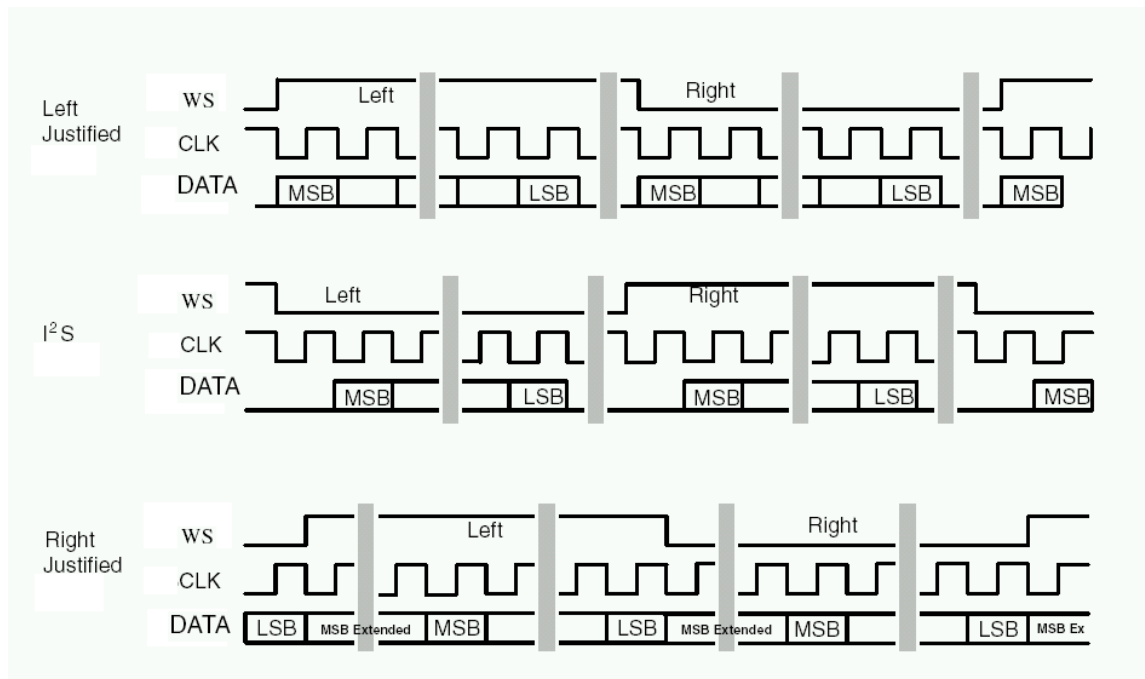 Left Justified
WS Left Right
CLK
DATA MSB LSB MSB LSB MSB
I²S
WS Left Right
CLK
DATA MSB LSB MSB LSB MSB
Right Justified
WS Left Right
CLK
DATA LSB MSB Extended MSB LSB MSB Extended MSB LSB MSB Ex